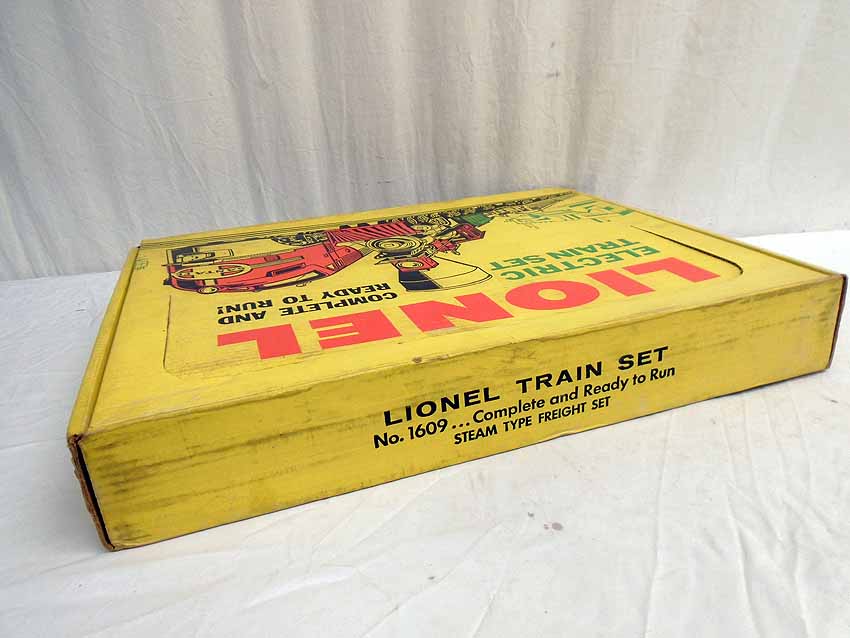 LIONEL
ELECTRIC
TRAIN SET
COMPLETE AND
READY TO RUN!
LIONEL TRAIN SET
No. 1609... Complete and Ready to Run
STEAM TYPE FREIGHT SET